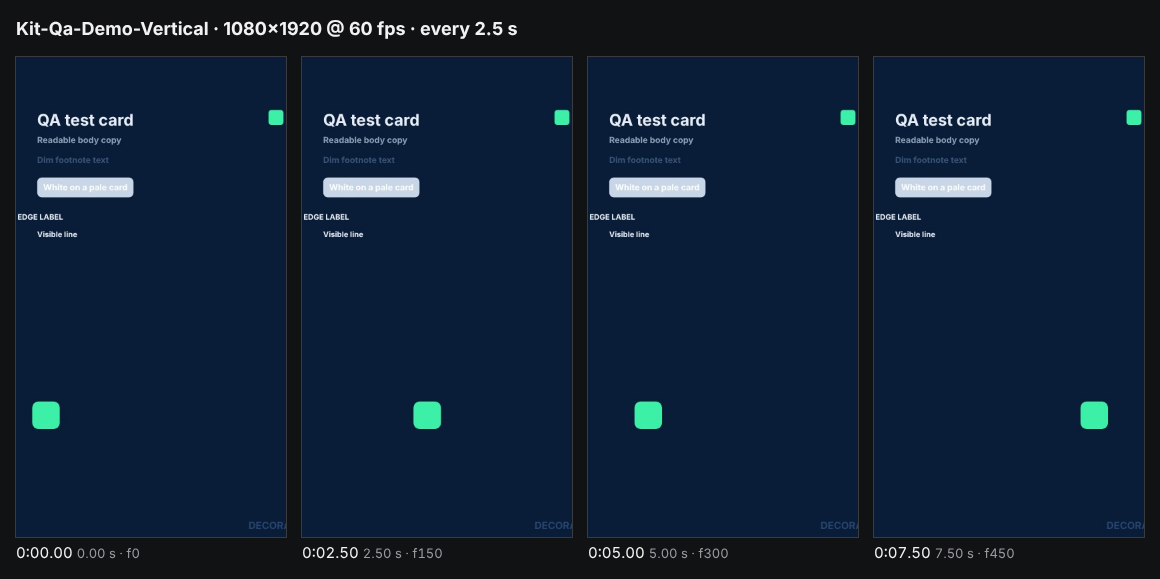 Kit-Qa-Demo-Vertical · 1080×1920 @ 60 fps · every 2.5 s
QA test card
Readable body copy
Dim footnote text
White on a pale card
EDGE LABEL
Visible line
DECORA
0:00.00 0.00 s · f0
QA test card
Readable body copy
Dim footnote text
White on a pale card
EDGE LABEL
Visible line
DECORA
0:02.50 2.50 s · f150
QA test card
Readable body copy
Dim footnote text
White on a pale card
EDGE LABEL
Visible line
DECORA
0:05.00 5.00 s · f300
QA test card
Readable body copy
Dim footnote text
White on a pale card
EDGE LABEL
Visible line
DECORA
0:07.50 7.50 s · f450